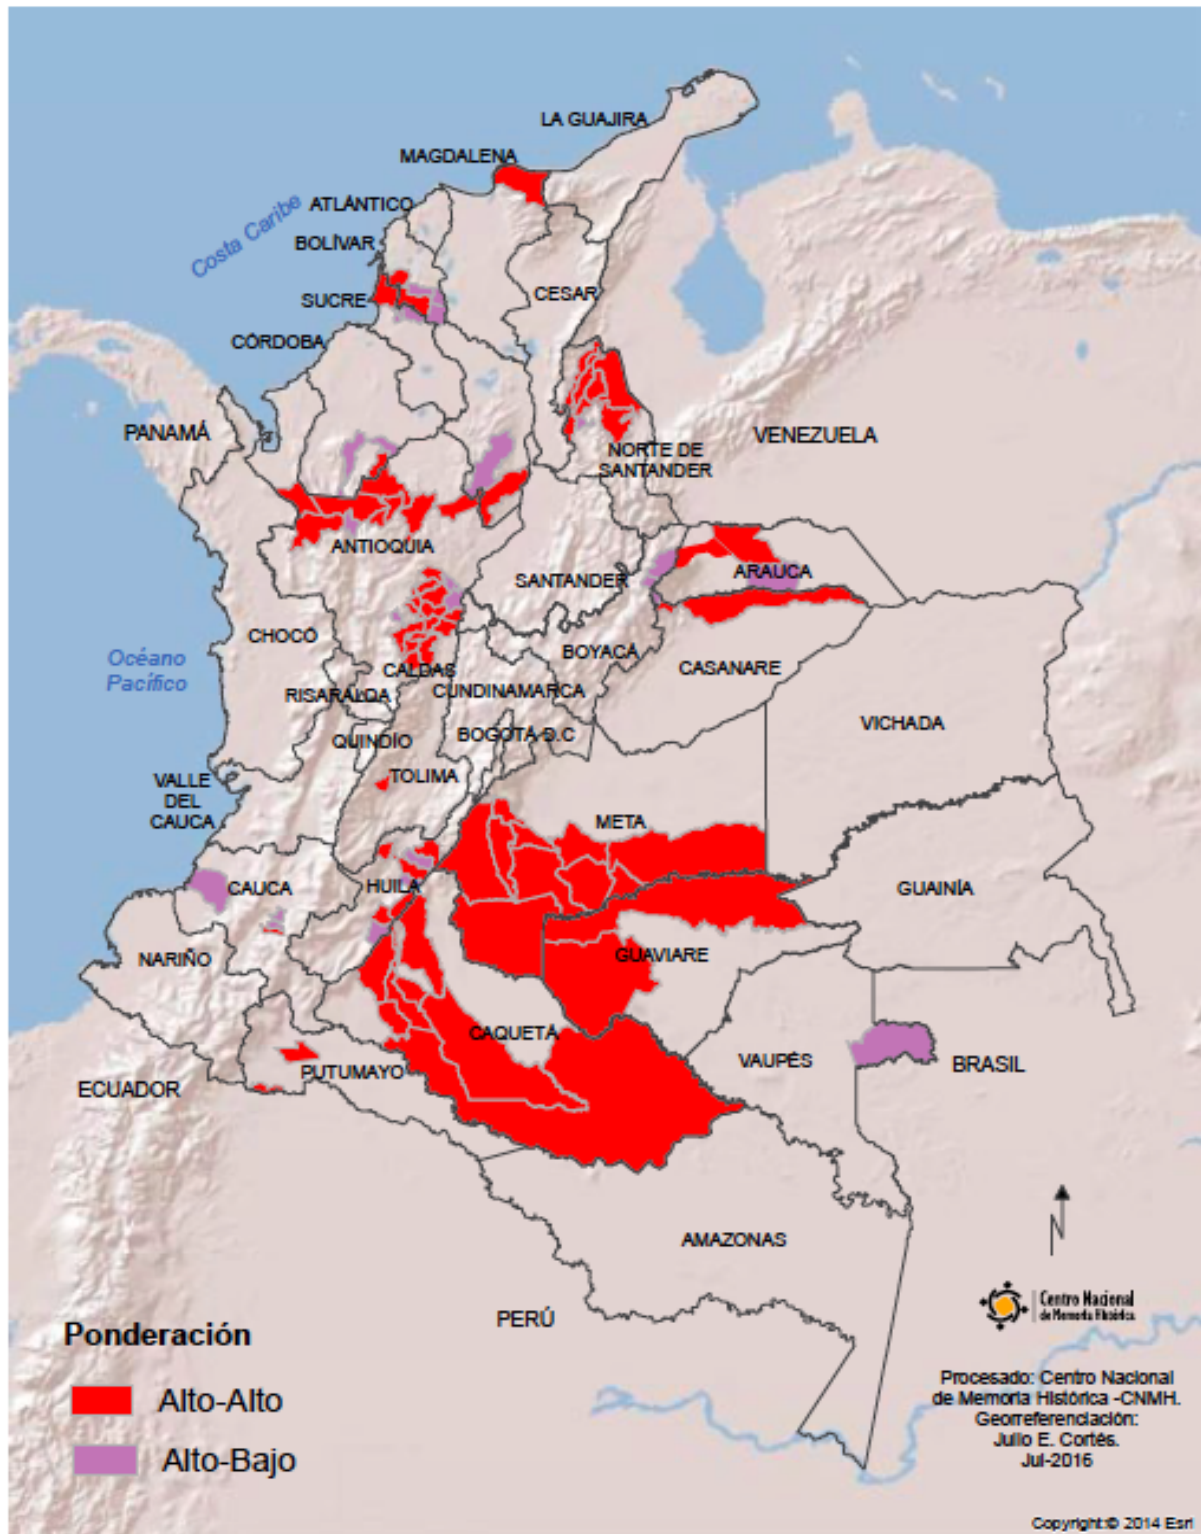 LA GUAJIRA
MAGDALENA
ATLÁNTICO
Costa Caribe
BOLÍVAR
CESAR
SUCRE
CÓRDOBA
PANAMÁ
VENEZUELA
NORTE DE
SANTANDER
ANTIOQUIA
SANTANDER
ARAUCA
CHOCÓ
BOYACÁ
Océano
Pacífico
CALDAS
CASANARE
RISARALDA
CUNDINAMARCA
VICHADA
QUINDÍO
BOGOTÁ D.C
TOLIMA
VALLE
DEL
CAUCA
META
CAUCA
HUILA
GUAINÍA
NARIÑO
GUAVIARE
CAQUETÁ
VAUPÉS
BRASIL
PUTUMAYO
ECUADOR
AMAZONAS
PERÚ
Centro Nacional
de Memoria Histórica
Ponderación
Alto-Alto
Alto-Bajo
Procesado: Centro Nacional
de Memória Histórica -CNMH.
Georreferenciación:
Julio E. Cortés.
Jul-2016
Copyright:© 2014 Esri